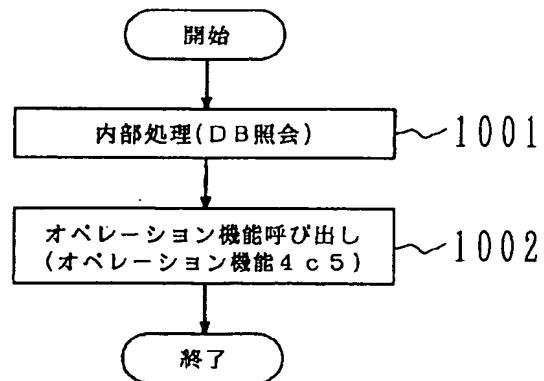 開始
内部処理(DB照会)
1001
オペレーション機能呼び出し
(オペレーション機能4c5)
1002
終了